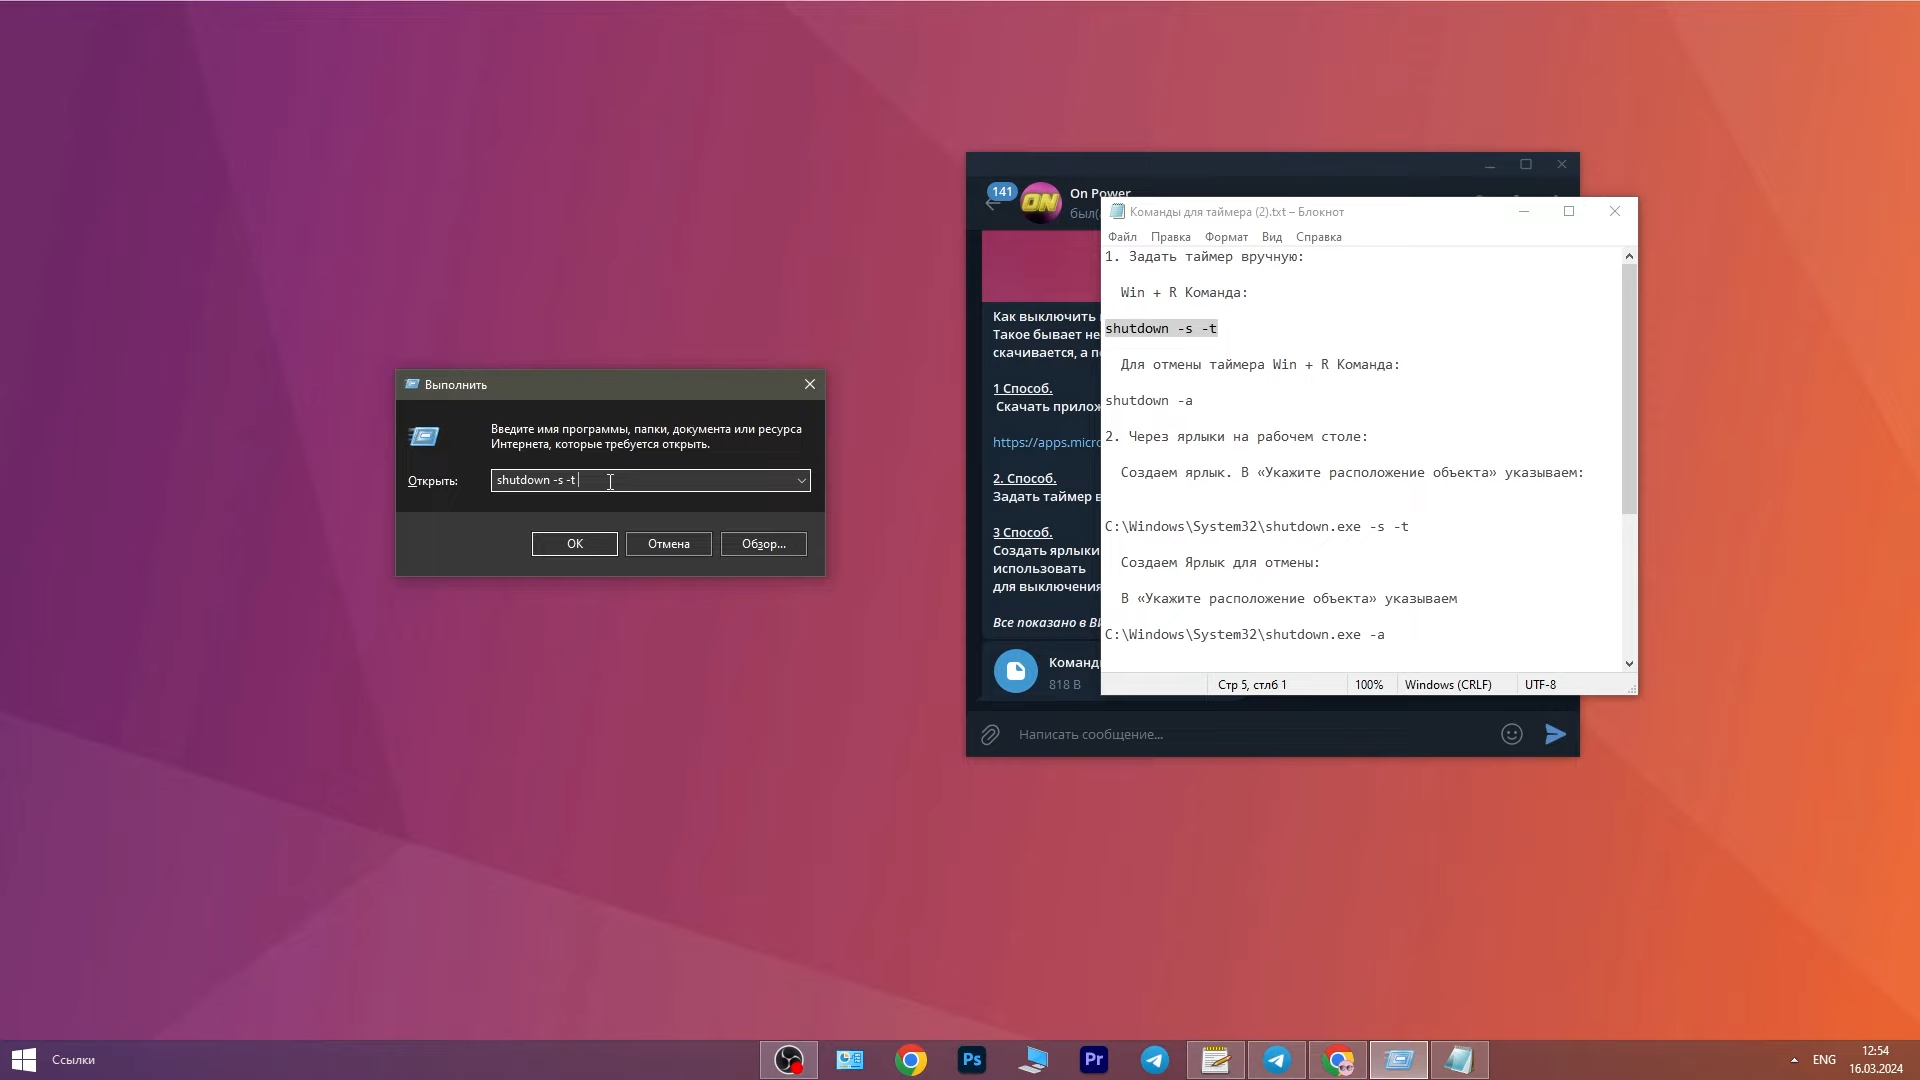 141
On Power
ON
был(
Как выключить
Такое бывает не
скачивается, а п
1 Способ.
Скачать прилож
https://apps.micro
2. Способ.
Задать таймер в
3 Способ.
Создать ярлыки
использовать
для выключения
Все показано в ВИ
Команд
818 B
Написать сообщение...
Команды для таймера (2).txt – Блокнот
Файл Правка Формат Вид Справка
1. Задать таймер вручную:
Win + R Команда:
shutdown -s -t
Для отмены таймера Win + R Команда:
shutdown -a
2. Через ярлыки на рабочем столе:
Создаем ярлык. В «Укажите расположение объекта» указываем:
C:\Windows\System32\shutdown.exe -s -t
Создаем Ярлык для отмены:
В «Укажите расположение объекта» указываем
C:\Windows\System32\shutdown.exe -a
Стр 5, стлб 1 100% Windows (CRLF) UTF-8
Выполнить
Введите имя программы, папки, документа или ресурса
Интернета, которые требуется открыть.
Открыть: shutdown -s -t
ОК Отмена Обзор...
Ссылки
Ps
Pr
ENG
12:54
16.03.2024